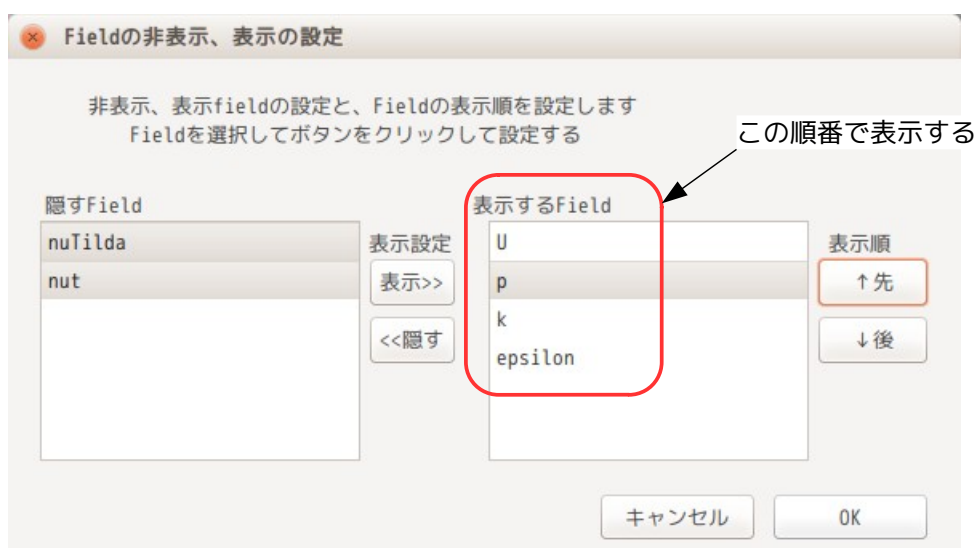 Fieldの非表示、表示の設定
非表示、表示fieldの設定と、Fieldの表示順を設定します
Fieldを選択してボタンをクリックして設定する
この順番で表示する
隠すField
nuTilda
nut
表示設定
表示>>
<<隠す
表示するField
U
p
k
epsilon
表示順
↑先
↓後
キャンセル
OK